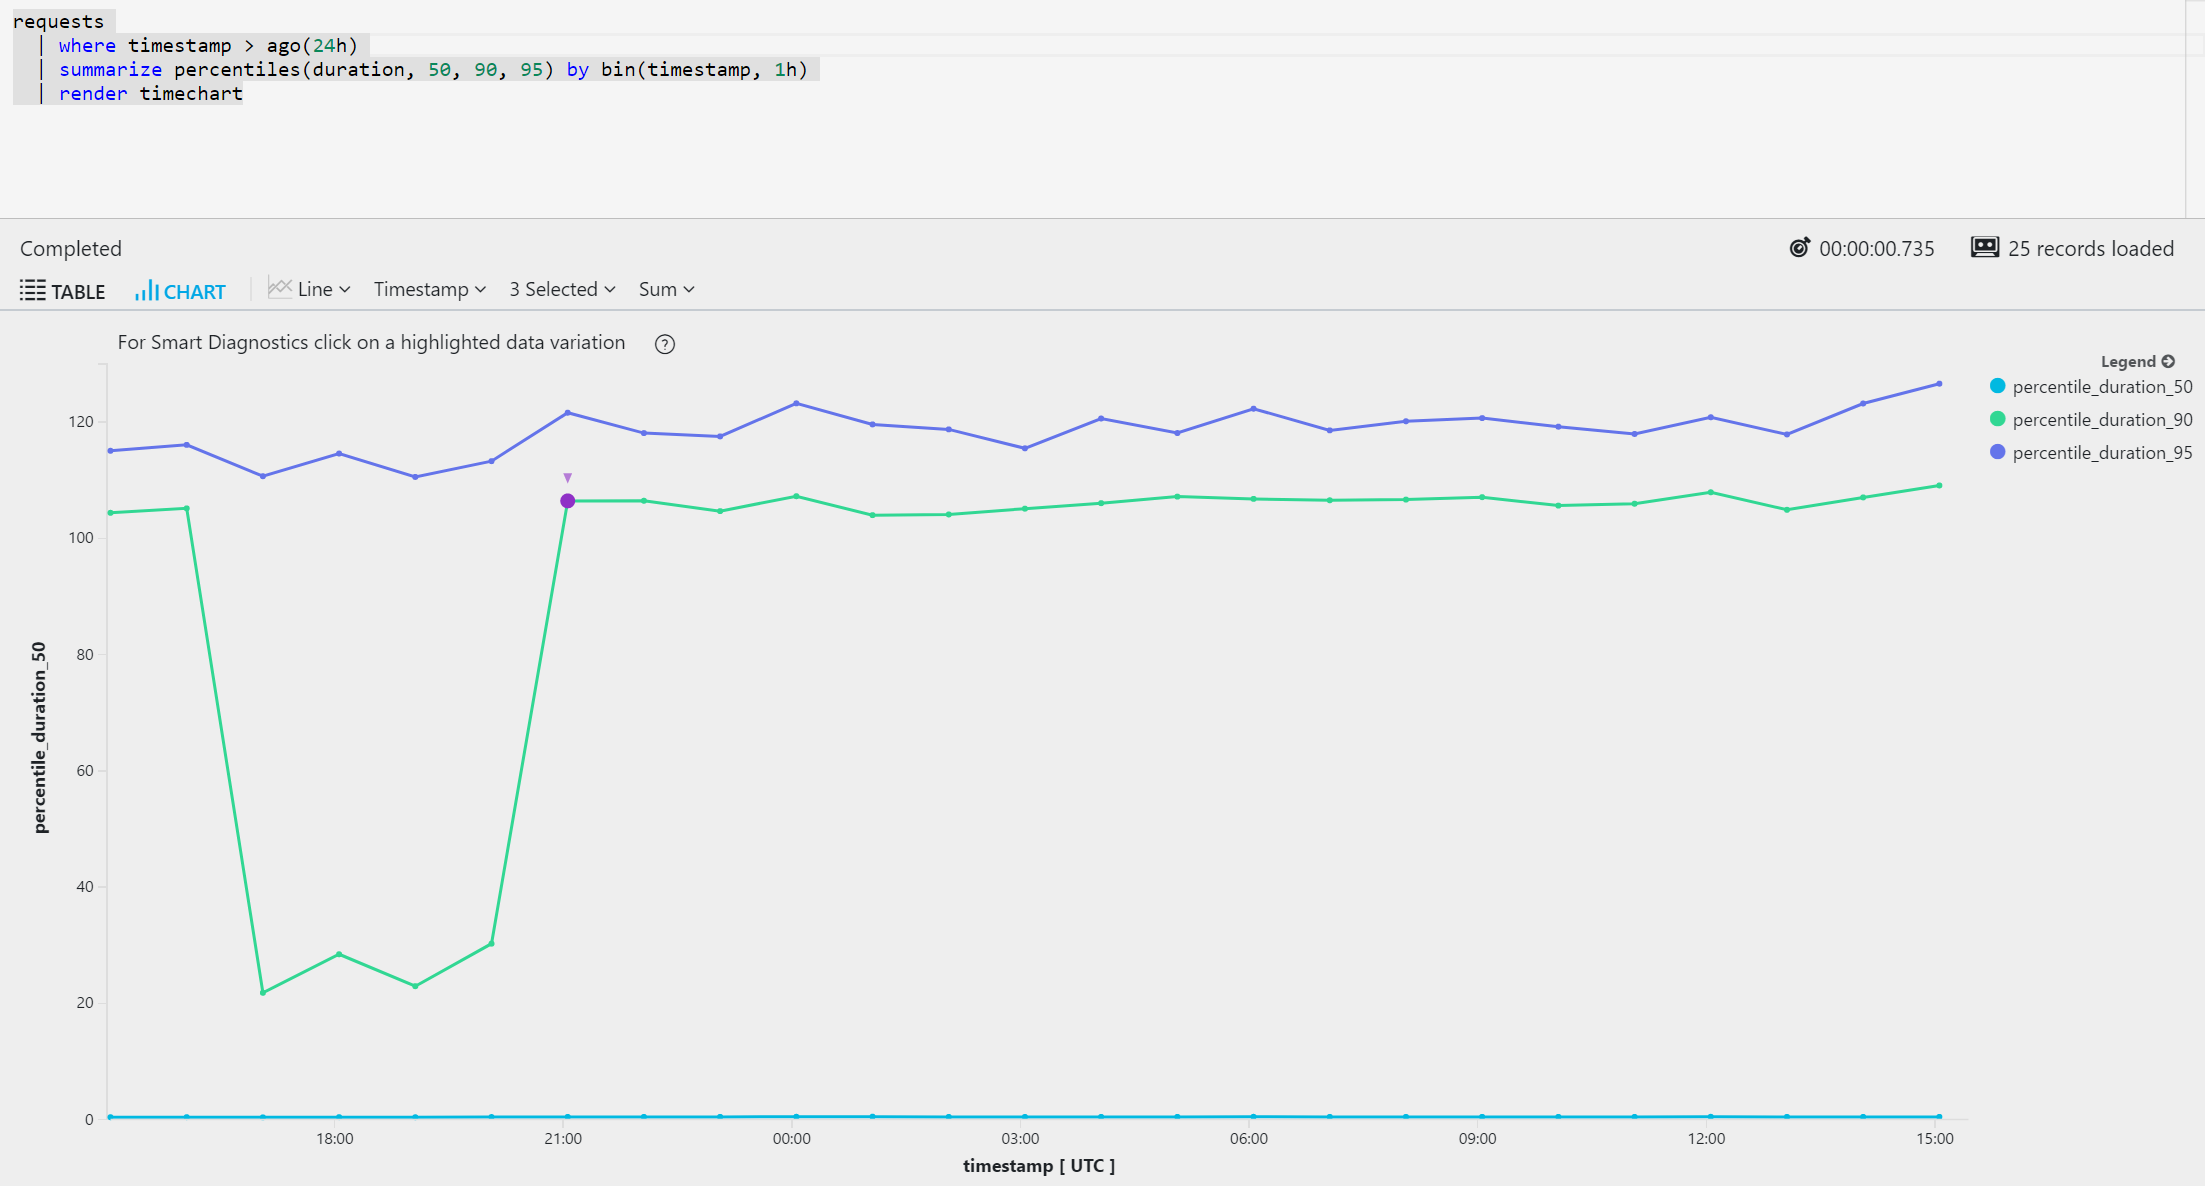 requests
| where timestamp > ago(24h)
| summarize percentiles(duration, 50, 90, 95) by bin(timestamp, 1h)
| render timechart
Completed
00:00:00.735
25 records loaded
TABLE
CHART
Line
Timestamp
3 Selected
Sum
For Smart Diagnostics click on a highlighted data variation
?
Legend
percentile_duration_50
percentile_duration_90
percentile_duration_95
percentile_duration_50
120
100
80
60
40
20
0
18:00
21:00
00:00
03:00
06:00
09:00
12:00
15:00
timestamp [ UTC ]